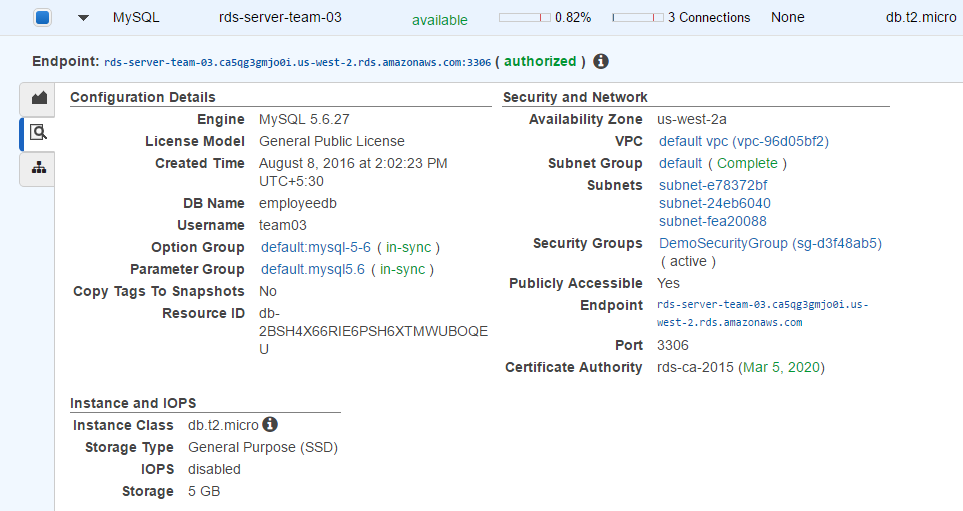 MySQL rds-server-team-03 available 0.82% 3 Connections None db.t2.micro
Endpoint: rds-server-team-03.ca5qg3gmjo0i.us-west-2.rds.amazonaws.com:3306 ( authorized )
Configuration Details
Engine MySQL 5.6.27
License Model General Public License
Created Time August 8, 2016 at 2:02:23 PM
UTC+5:30
DB Name employeedb
Username team03
Option Group default:mysql-5-6 ( in-sync )
Parameter Group default.mysql5.6 ( in-sync )
Copy Tags To Snapshots No
Resource ID db-
2BSH4X66RIE6PSH6XTMWUBOQE
U
Security and Network
Availability Zone us-west-2a
VPC default vpc (vpc-96d05bf2)
Subnet Group default ( Complete )
Subnets subnet-e78372bf
subnet-24eb6040
subnet-fea20088
Security Groups DemoSecurityGroup (sg-d3f48ab5)
( active )
Publicly Accessible Yes
Endpoint rds-server-team-03.ca5qg3gmjo0i.us-
west-2.rds.amazonaws.com
Port 3306
Certificate Authority rds-ca-2015 (Mar 5, 2020)
Instance and IOPS
Instance Class db.t2.micro
Storage Type General Purpose (SSD)
IOPS disabled
Storage 5 GB